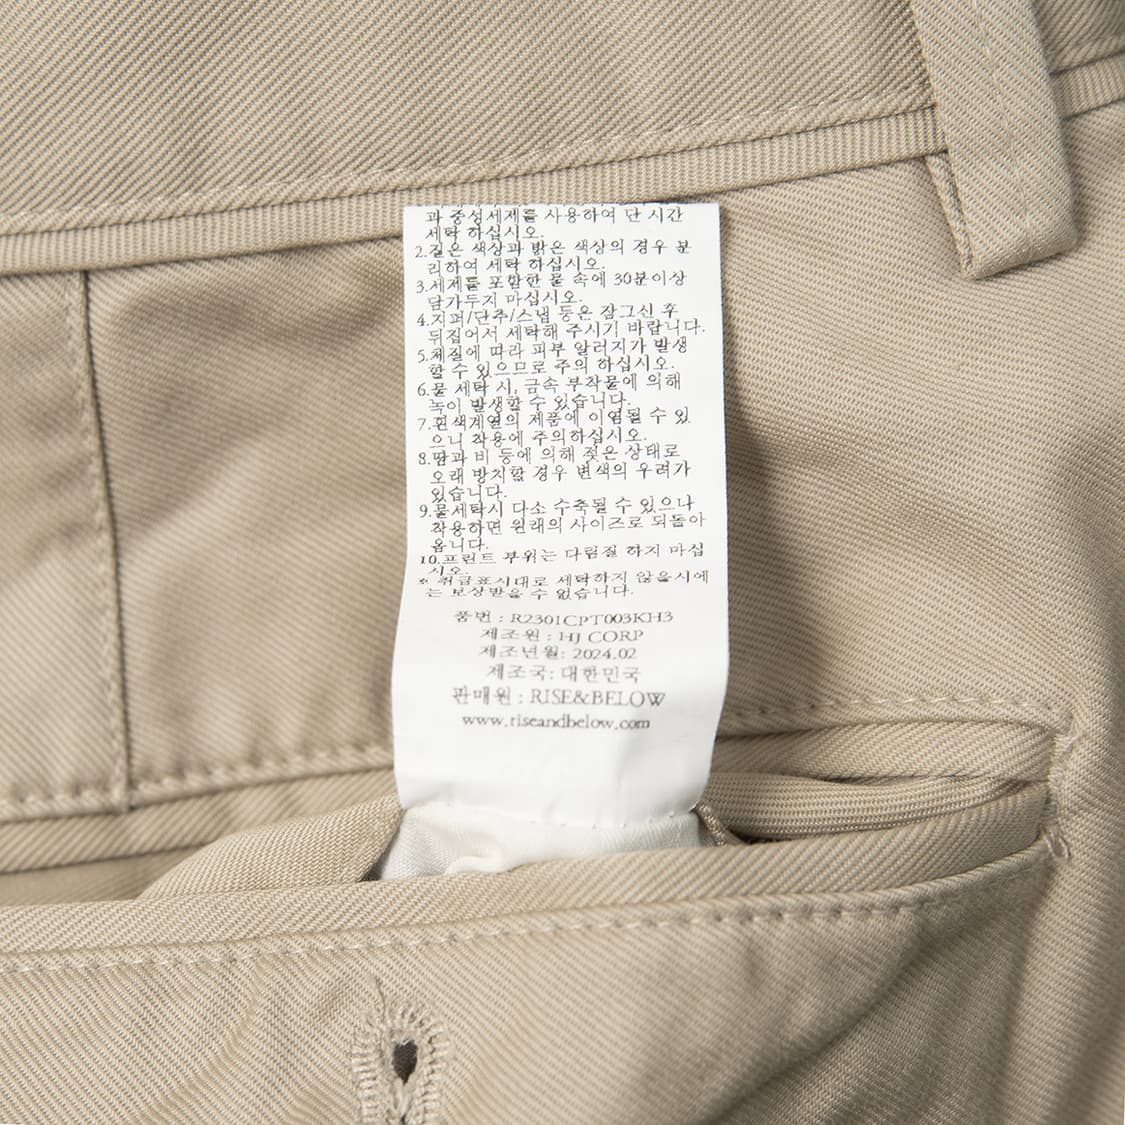 과 중성세제를 사용하여 단 시간
세탁 하십시오.
2.짙은 색상과 밝은 색상의 경우 분
리하여 세탁 하십시오.
3.세제를 포함한 물 속에 30분이상
담가두지 마십시오.
4.지퍼/단추/스냅 등은 잠그신 후
뒤집어서 세탁해 주시기 바랍니다.
5.체질에 따라 피부 알러지가 발생
할 수 있으므로 주의 하십시오.
6.물 세탁 시, 금속 부착물에 의해
녹이 발생할 수 있습니다.
7.흰색계열의 제품에 이염될 수 있
으니 착용에 주의하십시오.
8.땀과 비 등에 의해 젖은 상태로
오래 방치할 경우 변색의 우려가
있습니다.
9.물세탁시 다소 수축될 수 있으나
착용하면 원래의 사이즈로 되돌아
옵니다.
10.프린트 부위는 다림질 하지 마십
시오.
* 취급표시대로 세탁하지 않을시에
는 보상받을 수 없습니다.
품번 : R2301CPT003KH3
제조원 : HJ CORP
제조년월: 2024.02
제조국: 대한민국
판매원 : RISE&BELOW
www.riseandbelow.com